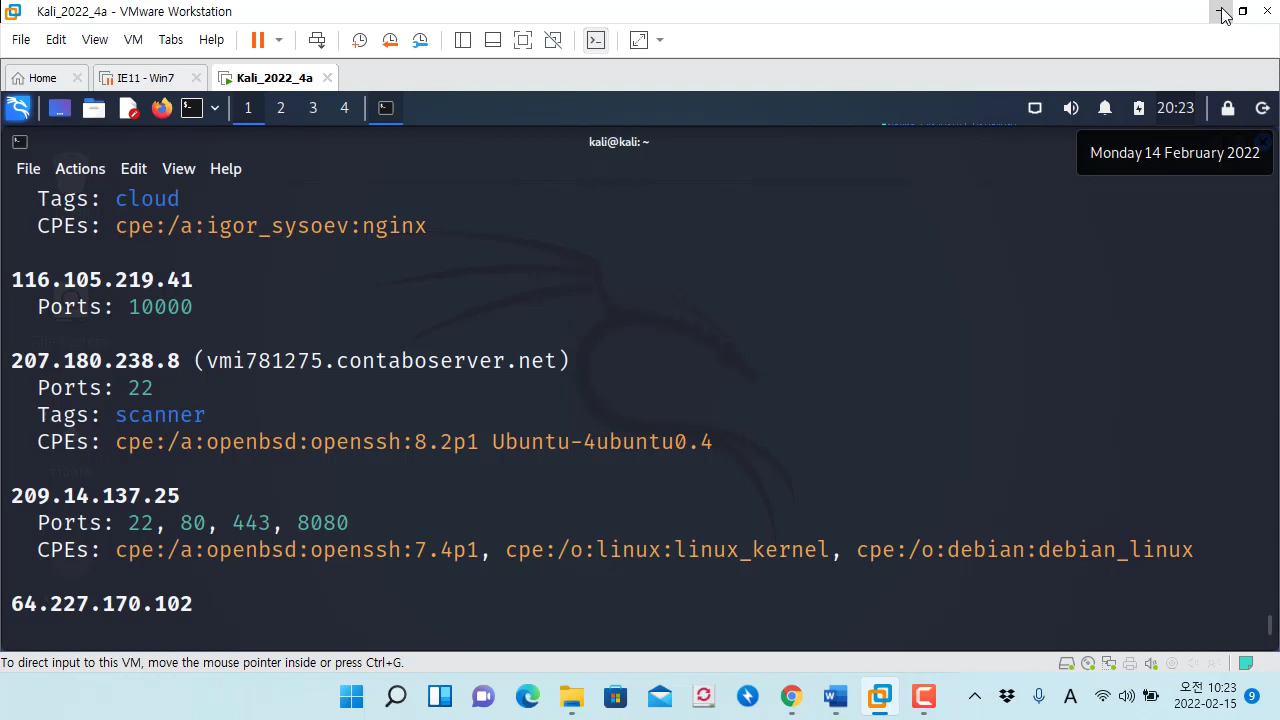 Kali_2022_4a - VMware Workstation
File Edit View VM Tabs Help
Home IE11 - Win7 Kali_2022_4a
1 2 3 4 20:23
kali@kali: ~
Monday 14 February 2022
File Actions Edit View Help
Tags: cloud
CPEs: cpe:/a:igor_sysoev:nginx
116.105.219.41
Ports: 10000
207.180.238.8 (vmi781275.contaboserver.net)
Ports: 22
Tags: scanner
CPEs: cpe:/a:openbsd:openssh:8.2p1 Ubuntu-4ubuntu0.4
209.14.137.25
Ports: 22, 80, 443, 8080
CPEs: cpe:/a:openbsd:openssh:7.4p1, cpe:/o:linux:linux_kernel, cpe:/o:debian:debian_linux
64.227.170.102
To direct input to this VM, move the mouse pointer inside or press Ctrl+G.
A 오전 10:23
2022-02-15 9